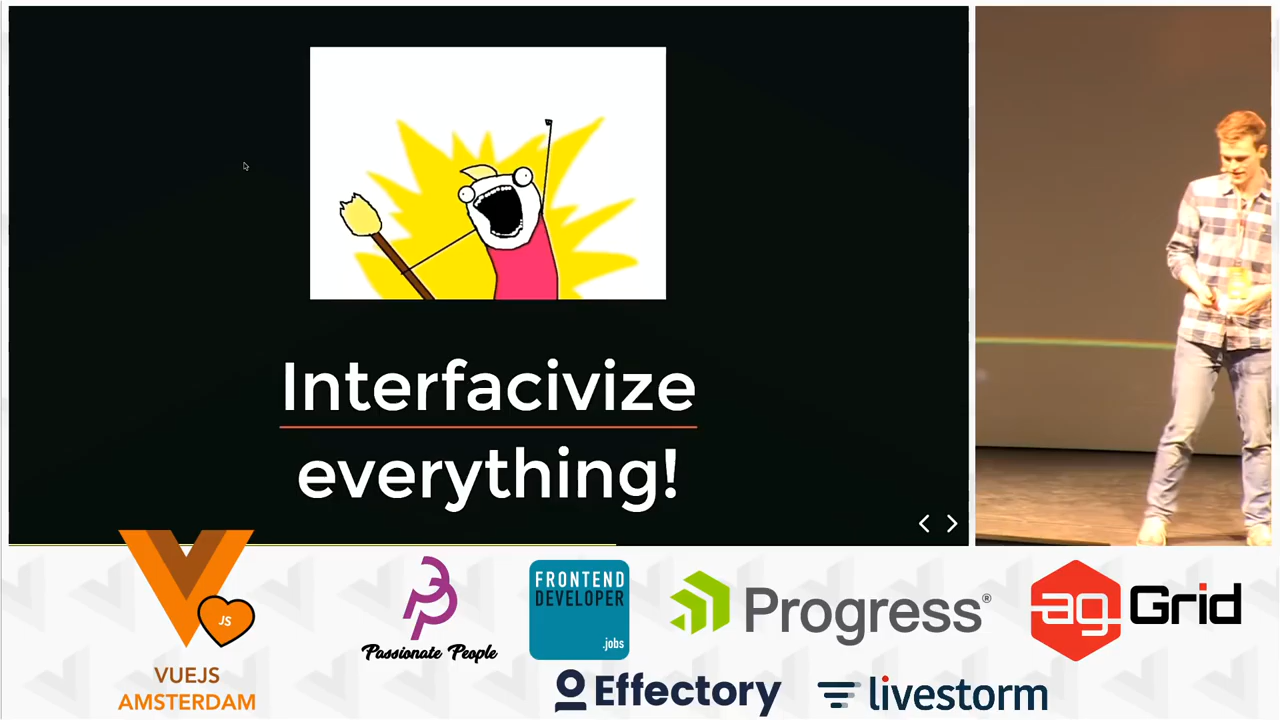 Interfacivize
everything!
JS
VUEJS
AMSTERDAM
Passionate People
FRONTEND
DEVELOPER
.jobs
Progress®
ag Grid
Effectory
livestorm